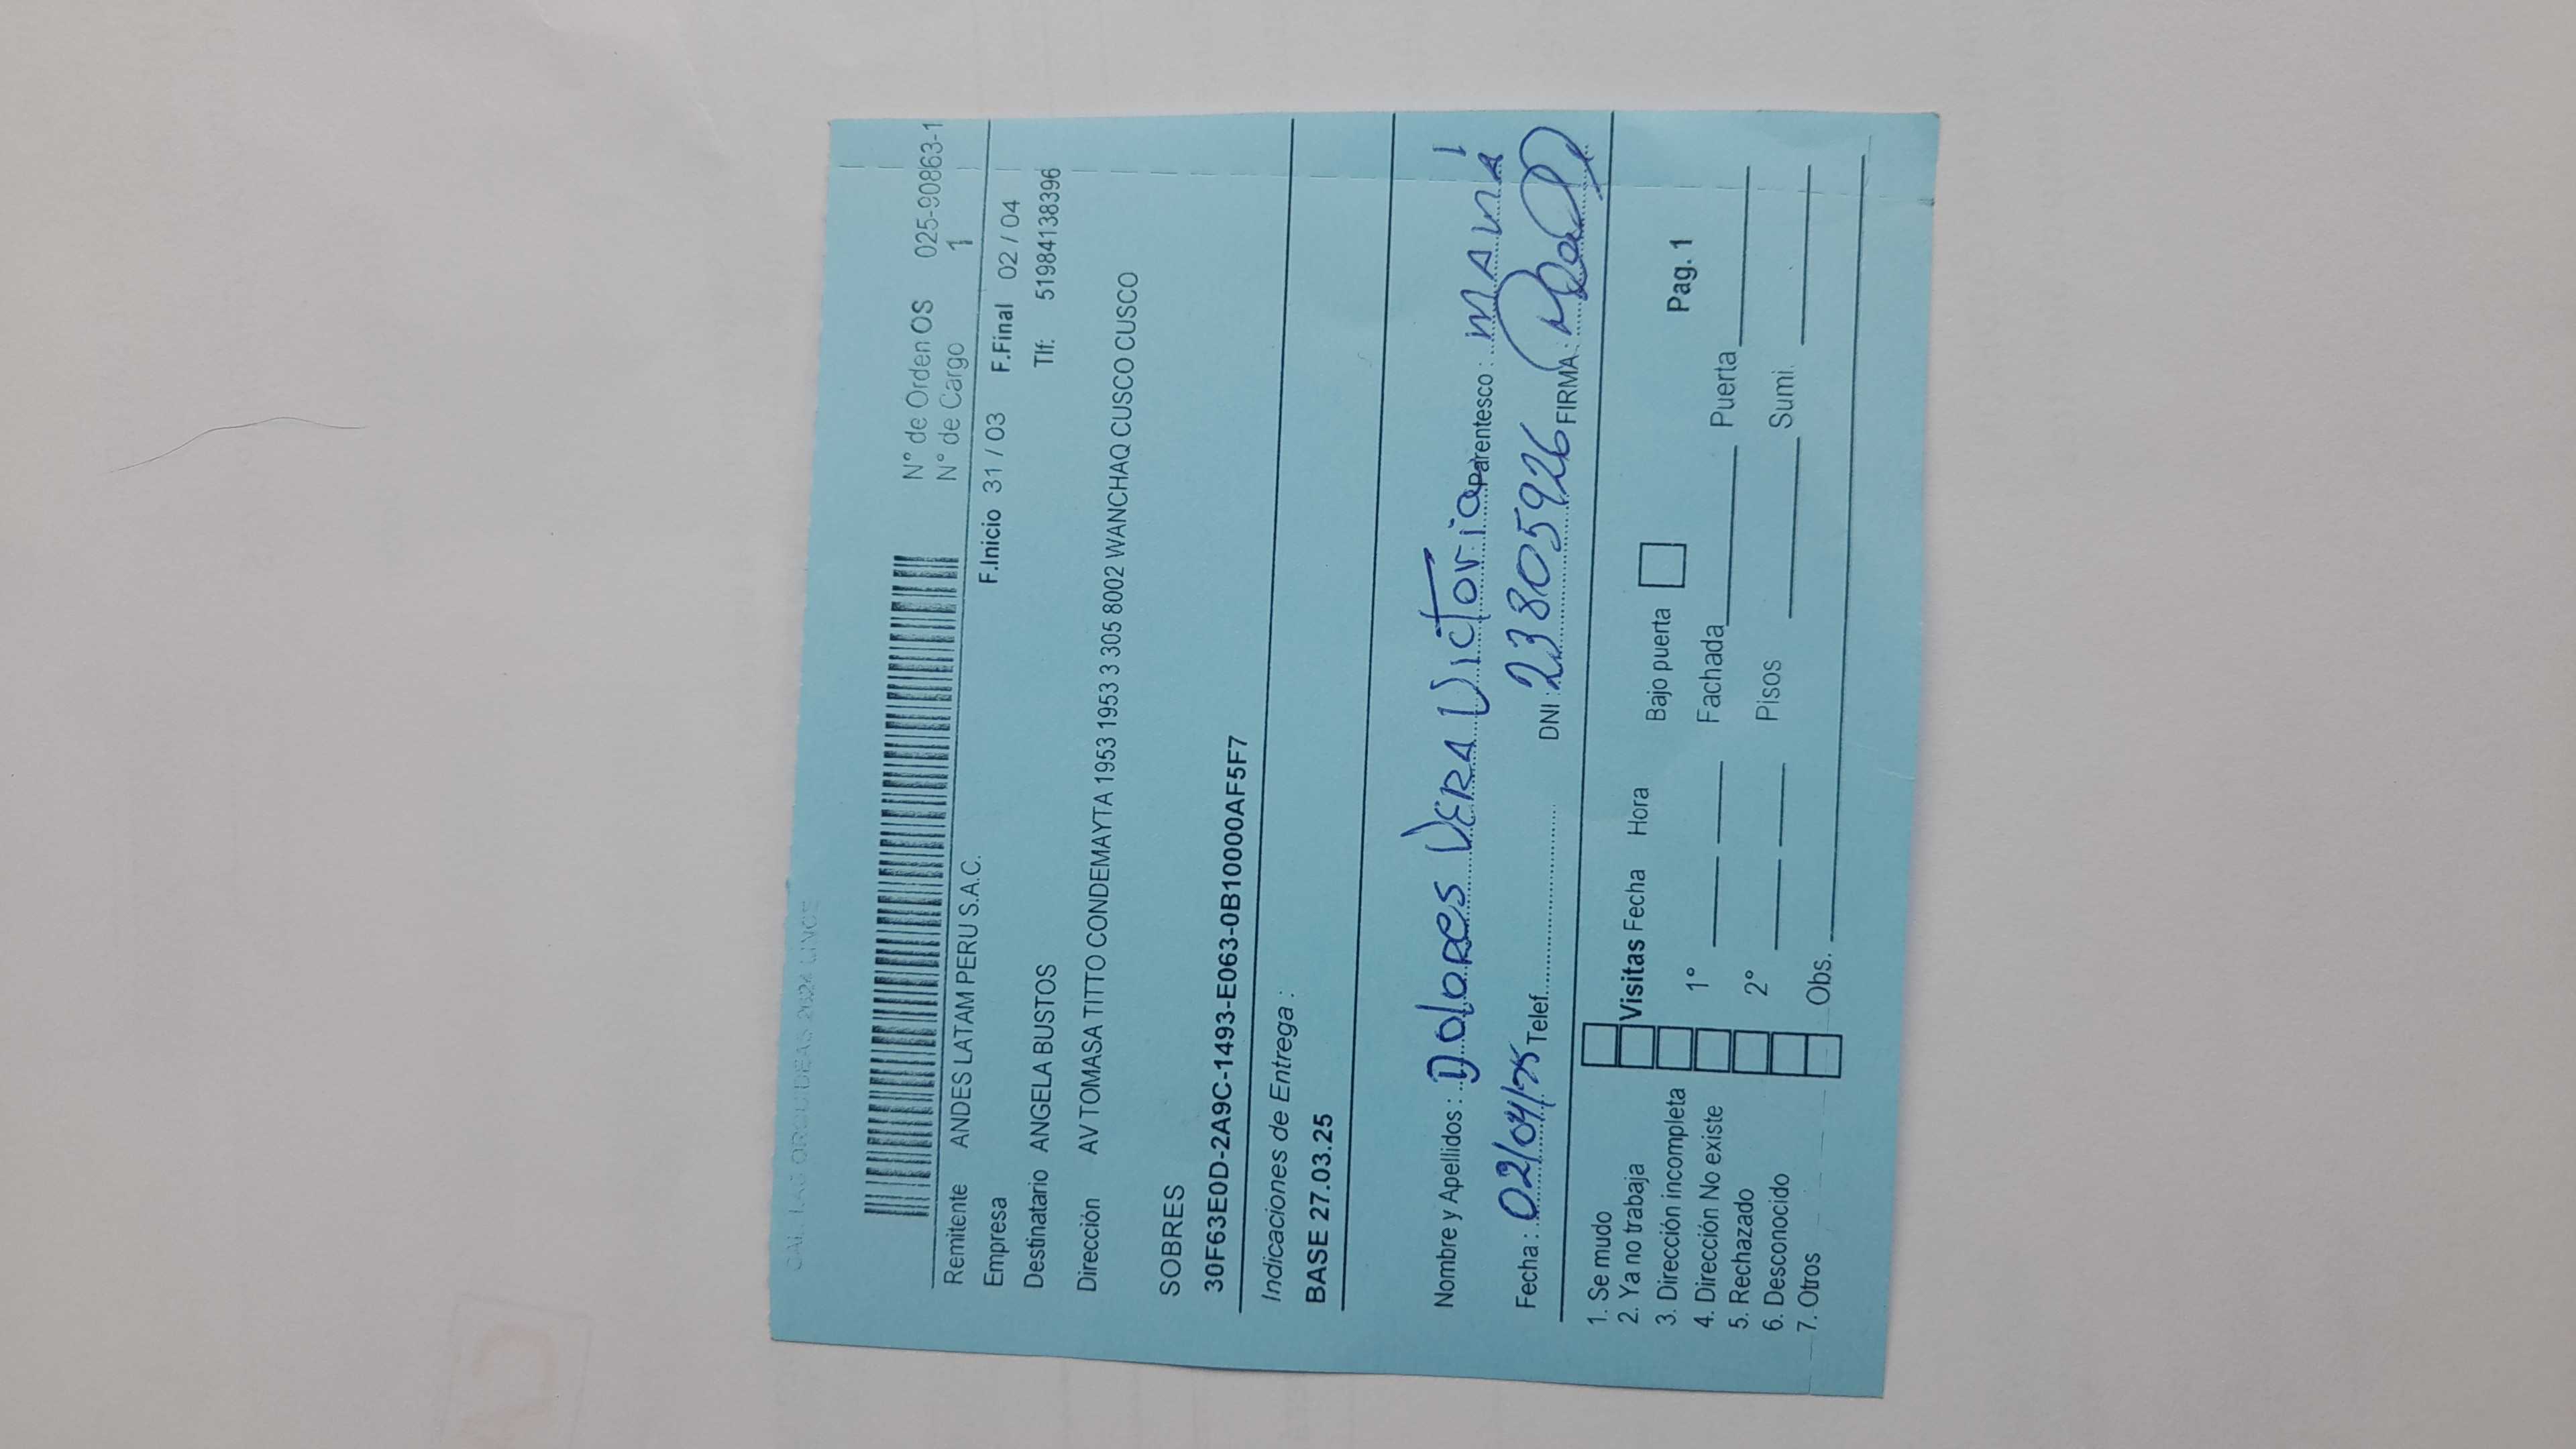 N° de Orden OS 025-90863-1
N° de Cargo 1
Remitente ANDES LATAM PERU S.A.C.
Empresa F.Inicio 31 / 03 F.Final 02 / 04
Destinatario ANGELA BUSTOS Tlf: 51984138396
Dirección AV TOMASA TITTO CONDEMAYTA 1953 1953 3 305 8002 WANCHAQ CUSCO CUSCO
SOBRES
30F63E0D-2A9C-1493-E063-0B10000AF5F7
Indicaciones de Entrega :
BASE 27.03.25
Nombre y Apellidos : Dolores VERA Victoria Parentesco : MAMÁ
Fecha : 02/04/25 Telef. DNI : 23805926 FIRMA :
1. Se mudo
2. Ya no trabaja Visitas Fecha Hora Bajo puerta Pag. 1
3. Dirección incompleta
4. Dirección No existe 1° Fachada Puerta
5. Rechazado
6. Desconocido 2° Pisos Sumi.
7. Otros Obs.